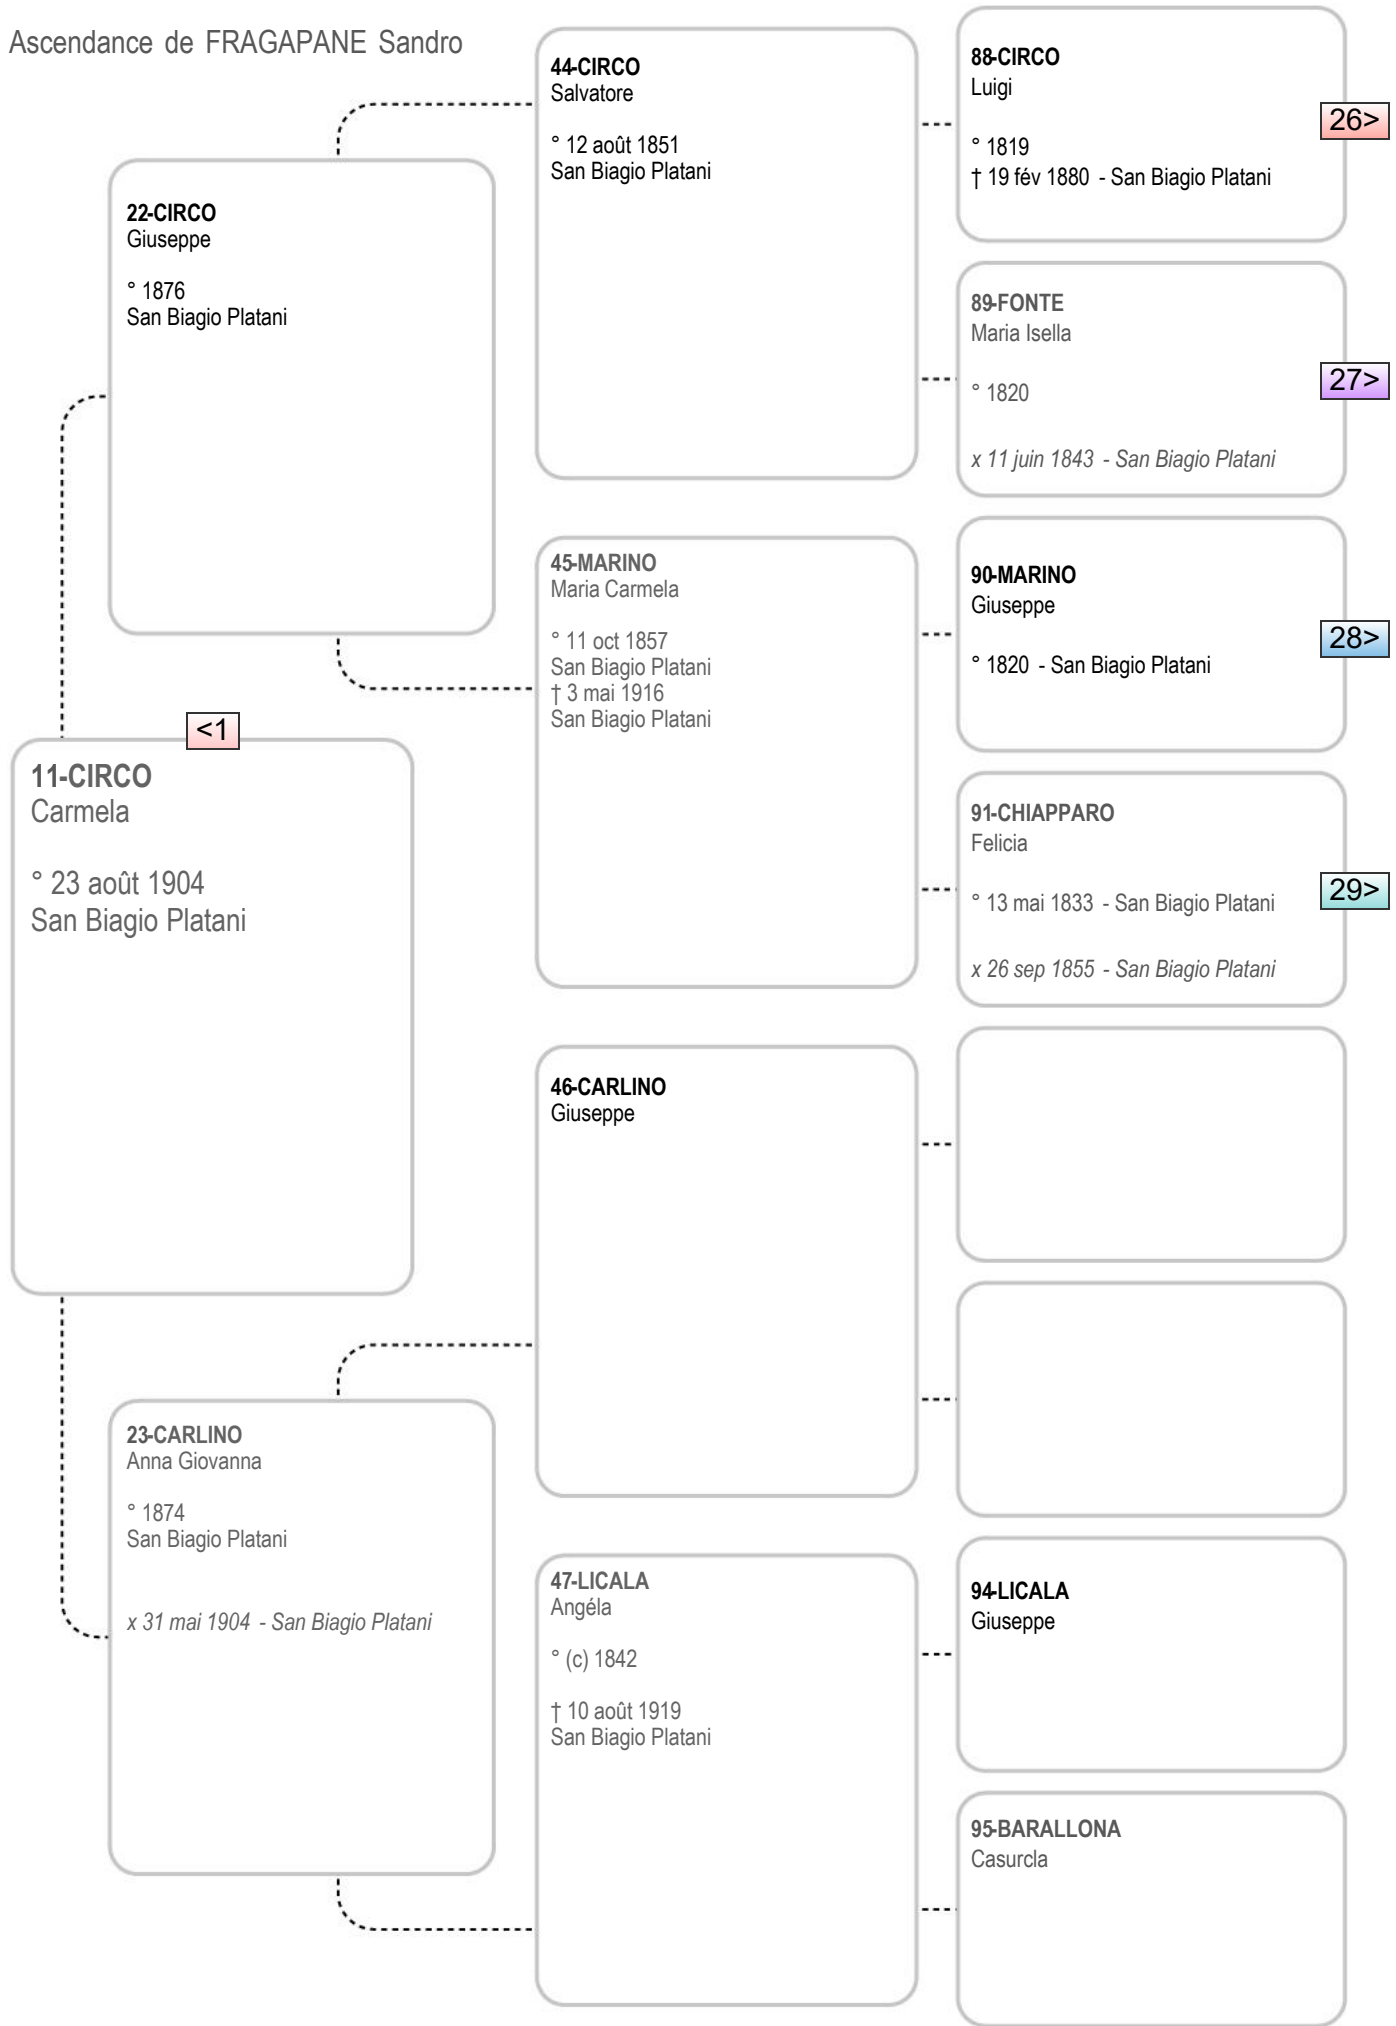 Ascendance de FRAGAPANE Sandro
44-CIRCO
Salvatore
° 12 août 1851
San Biagio Platani
88-CIRCO
Luigi
° 1819
† 19 fév 1880 - San Biagio Platani
26>
22-CIRCO
Giuseppe
° 1876
San Biagio Platani
89-FONTE
Maria Isella
° 1820
x 11 juin 1843 - San Biagio Platani
27>
45-MARINO
Maria Carmela
° 11 oct 1857
San Biagio Platani
† 3 mai 1916
San Biagio Platani
90-MARINO
Giuseppe
° 1820 - San Biagio Platani
28>
<1
11-CIRCO
Carmela
° 23 août 1904
San Biagio Platani
91-CHIAPPARO
Felicia
° 13 mai 1833 - San Biagio Platani
x 26 sep 1855 - San Biagio Platani
29>
46-CARLINO
Giuseppe
23-CARLINO
Anna Giovanna
° 1874
San Biagio Platani
x 31 mai 1904 - San Biagio Platani
47-LICALA
Angéla
° (c) 1842
† 10 août 1919
San Biagio Platani
94-LICALA
Giuseppe
95-BARALLONA
Casurcla